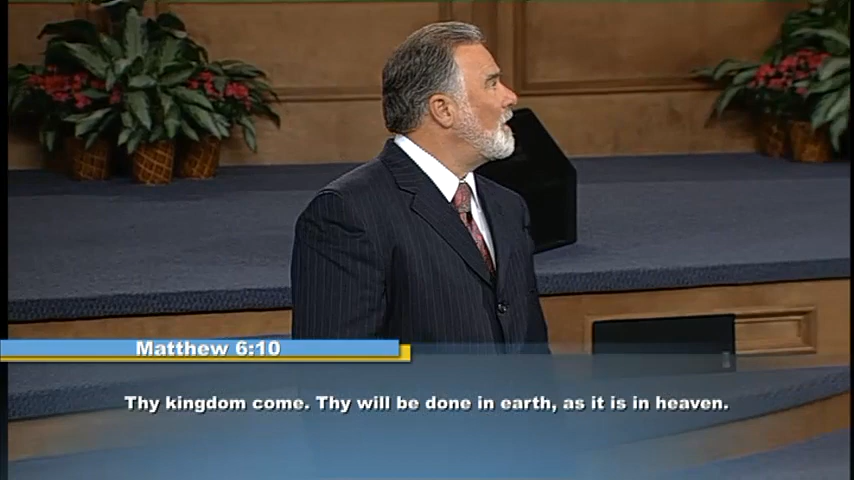 Matthew 6:10
Thy kingdom come. Thy will be done in earth, as it is in heaven.